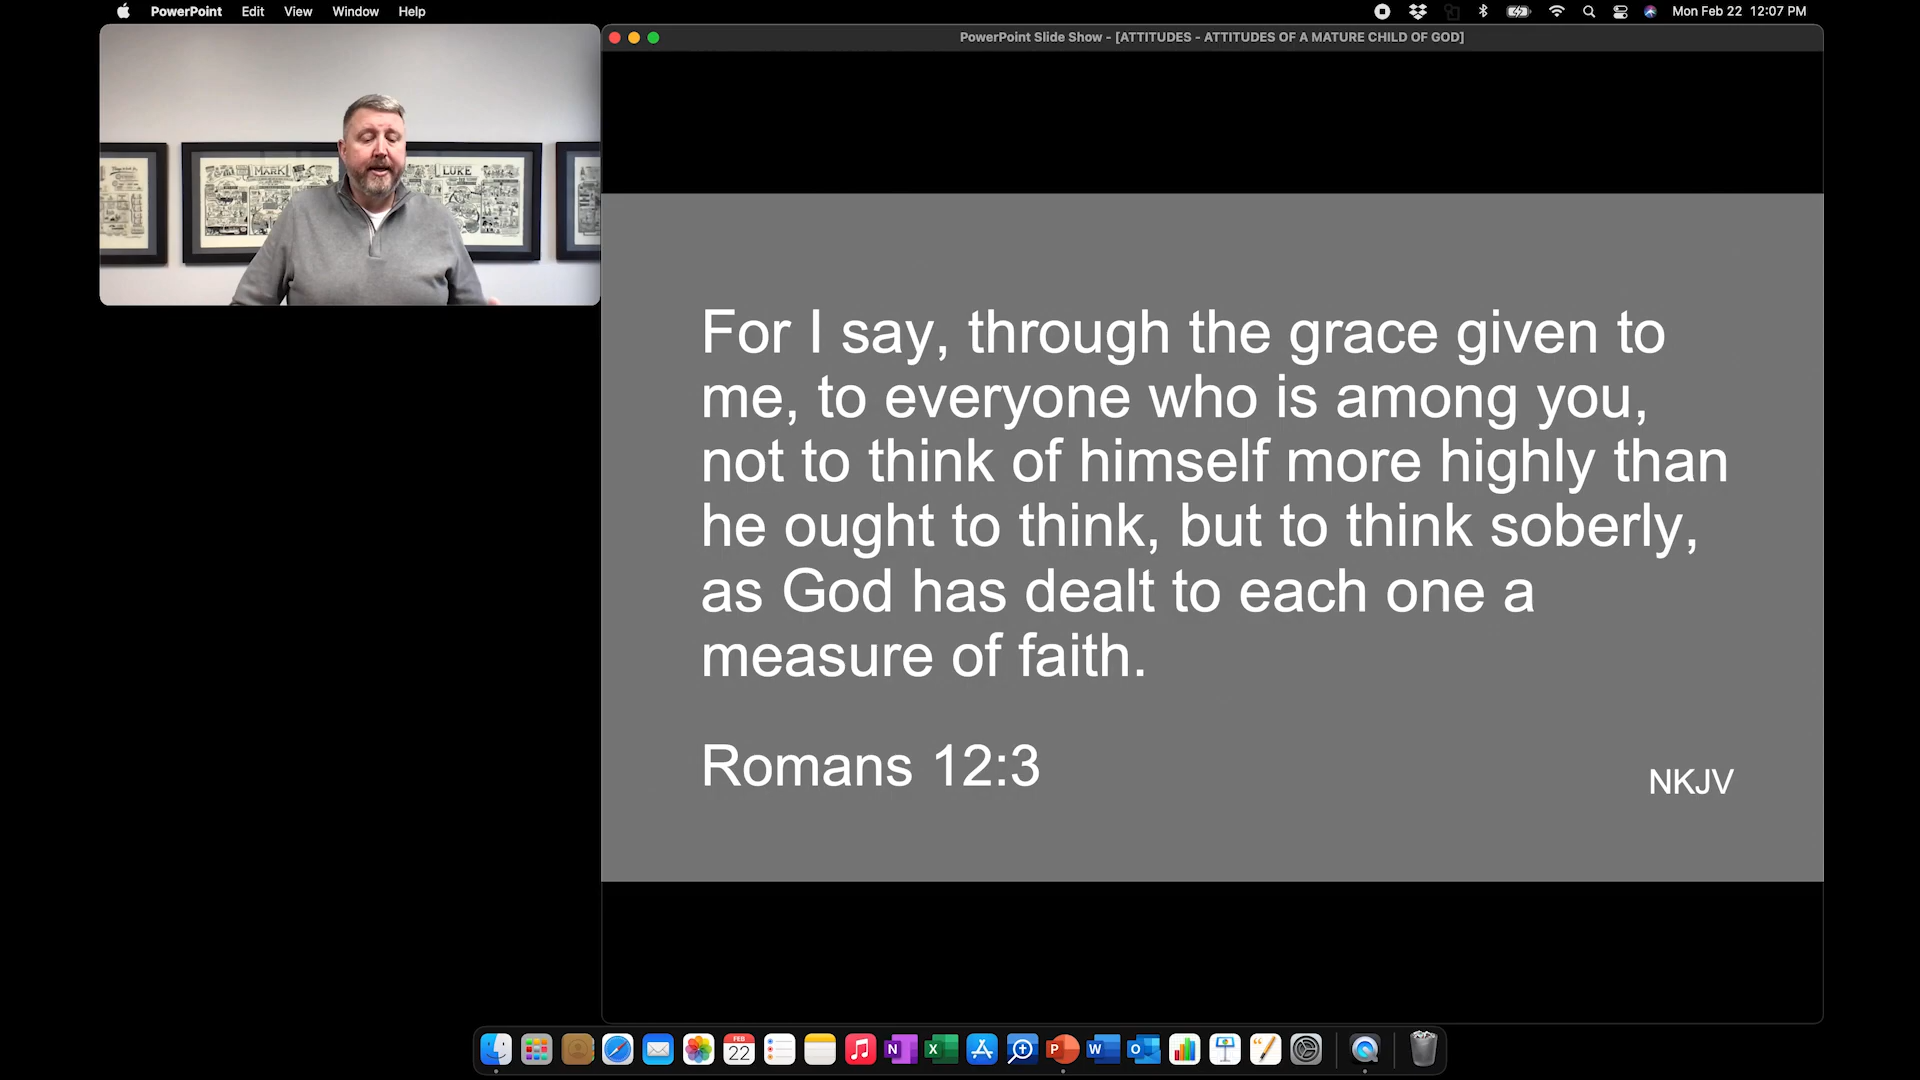 PowerPoint Edit View Window Help
Mon Feb 22 12:07 PM
PowerPoint Slide Show - [ATTITUDES - ATTITUDES OF A MATURE CHILD OF GOD]
MARK
LUKE
For I say, through the grace given to
me, to everyone who is among you,
not to think of himself more highly than
he ought to think, but to think soberly,
as God has dealt to each one a
measure of faith.
Romans 12:3
NKJV
FEB
22
N
X
P
W
O